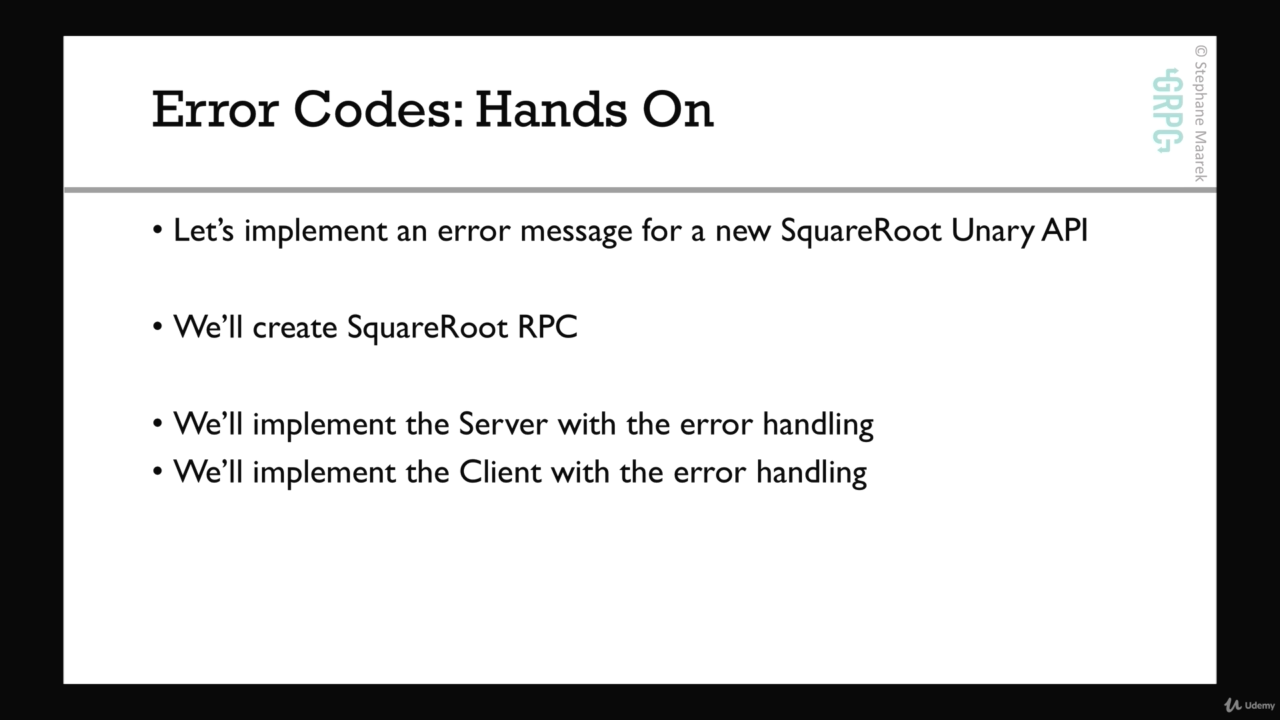 Error Codes: Hands On
© Stephane Maarek
GRPC
• Let’s implement an error message for a new SquareRoot Unary API
• We’ll create SquareRoot RPC
• We’ll implement the Server with the error handling
• We’ll implement the Client with the error handling
Udemy